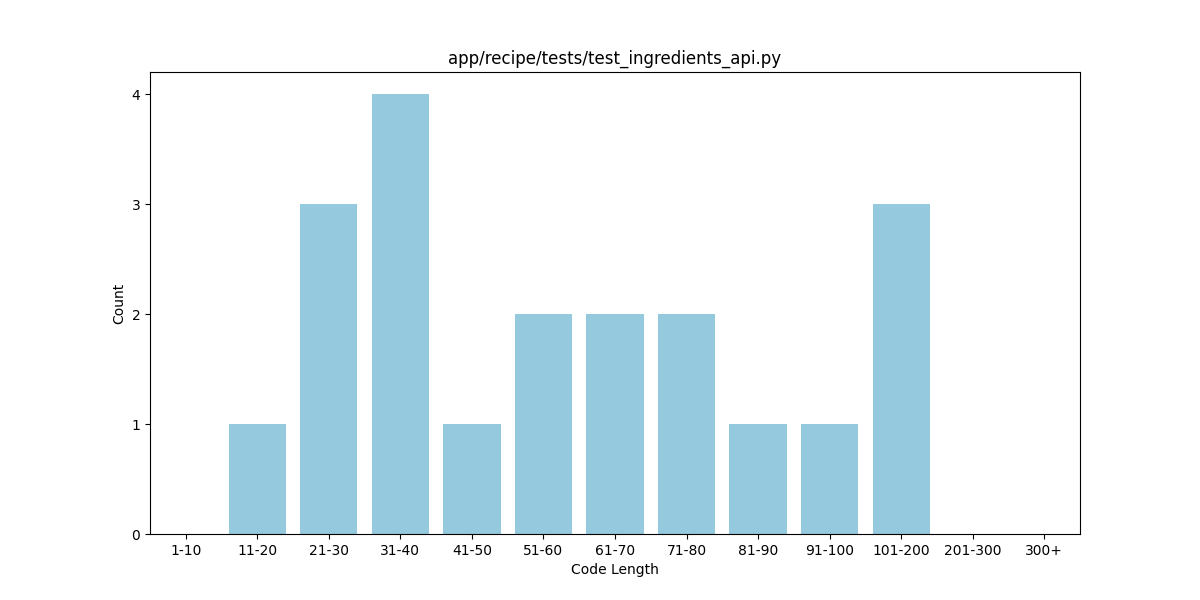 app/recipe/tests/test_ingredients_api.py
4
3
2
1
0
Count
1-10 11-20 21-30 31-40 41-50 51-60 61-70 71-80 81-90 91-100 101-200 201-300 300+
Code Length